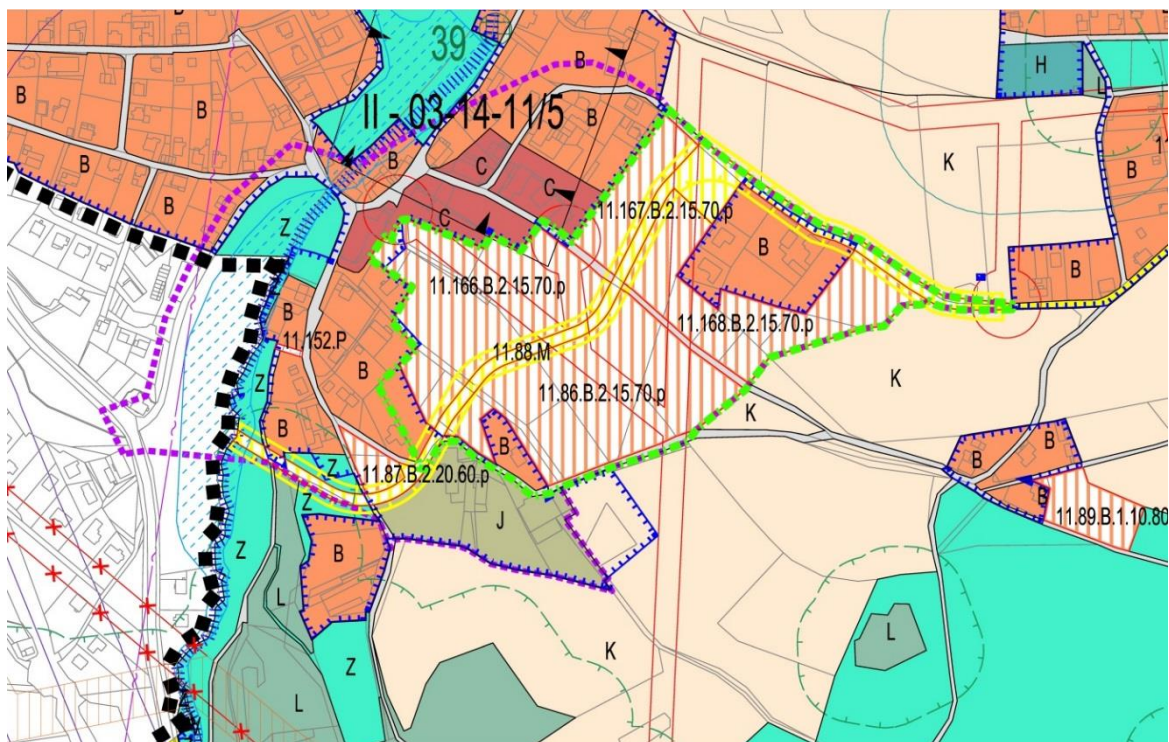 39
H
L
B
B
B
B
II - 03-14-11/5
B
B
K
B
B
B
C
C
C
B
B
Z
11.167.B.2.15.70.p
B
B
11.166.B.2.15.70.p
11.168.B.2.15.70.p
11.152.P
B
11.88.M
Z
11.86.B.2.15.70.p
K
K
B
B
B
B
Z
11.87.B.2.20.60.p
Z
B
11.89.B.1.10.80
J
Z
B
L
L
K
Z
L